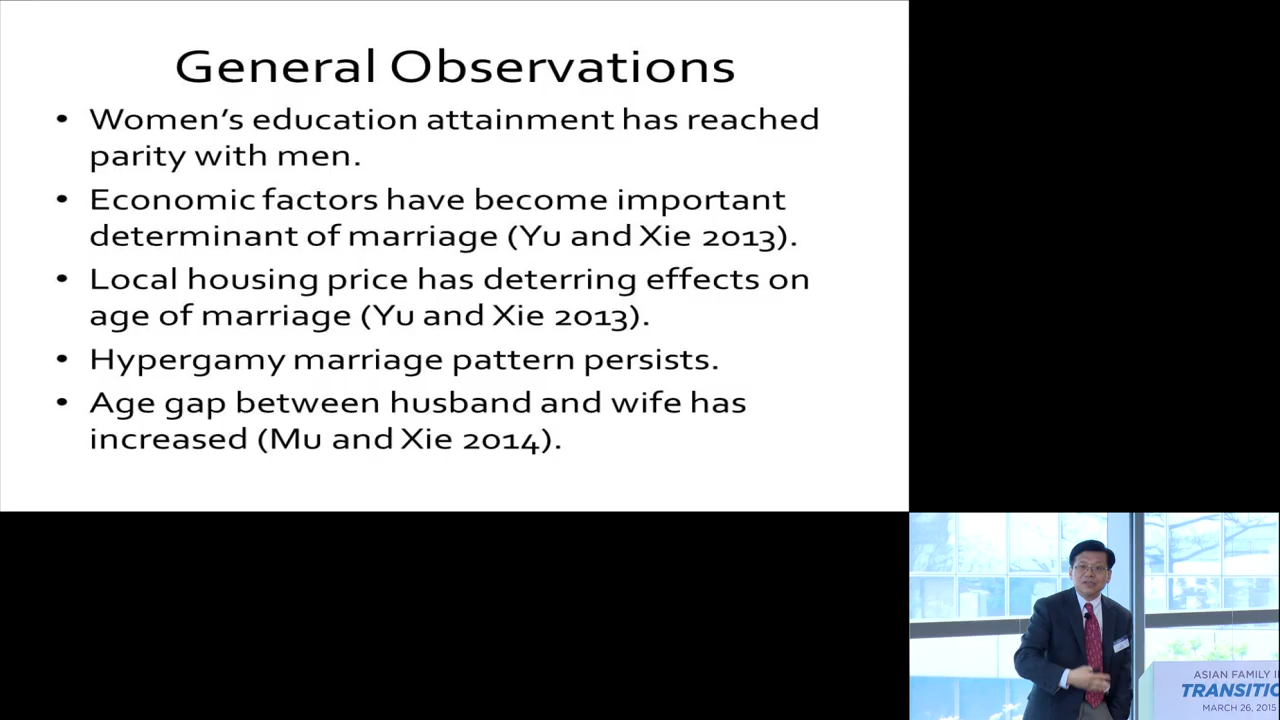 General Observations
• Women's education attainment has reached
parity with men.
• Economic factors have become important
determinant of marriage (Yu and Xie 2013).
• Local housing price has deterring effects on
age of marriage (Yu and Xie 2013).
• Hypergamy marriage pattern persists.
• Age gap between husband and wife has
increased (Mu and Xie 2014).
ASIAN FAMILY I
TRANSITIO
MARCH 26, 2015